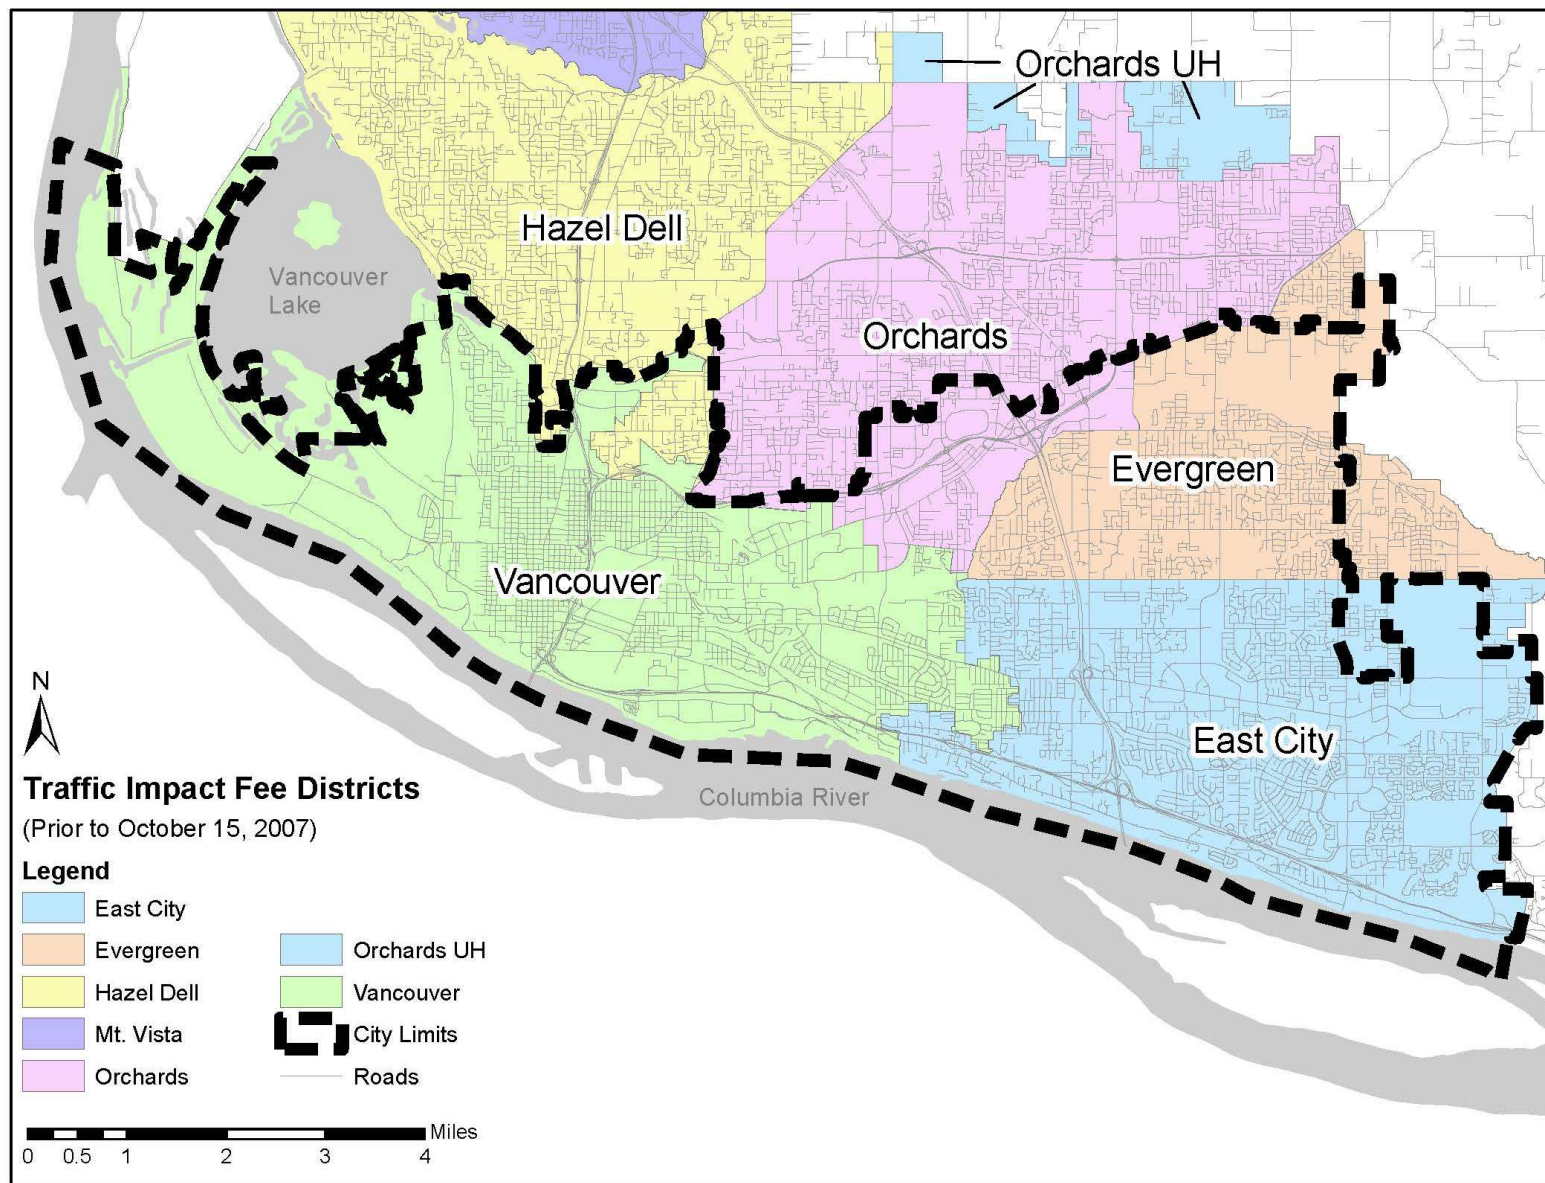 Orchards UH
Hazel Dell
Vancouver
Lake
Orchards
Evergreen
Vancouver
East City
Columbia River
N
Traffic Impact Fee Districts
(Prior to October 15, 2007)
Legend
East City
Evergreen
Orchards UH
Hazel Dell
Vancouver
Mt. Vista
City Limits
Orchards
Roads
Miles
0 0.5 1 2 3 4